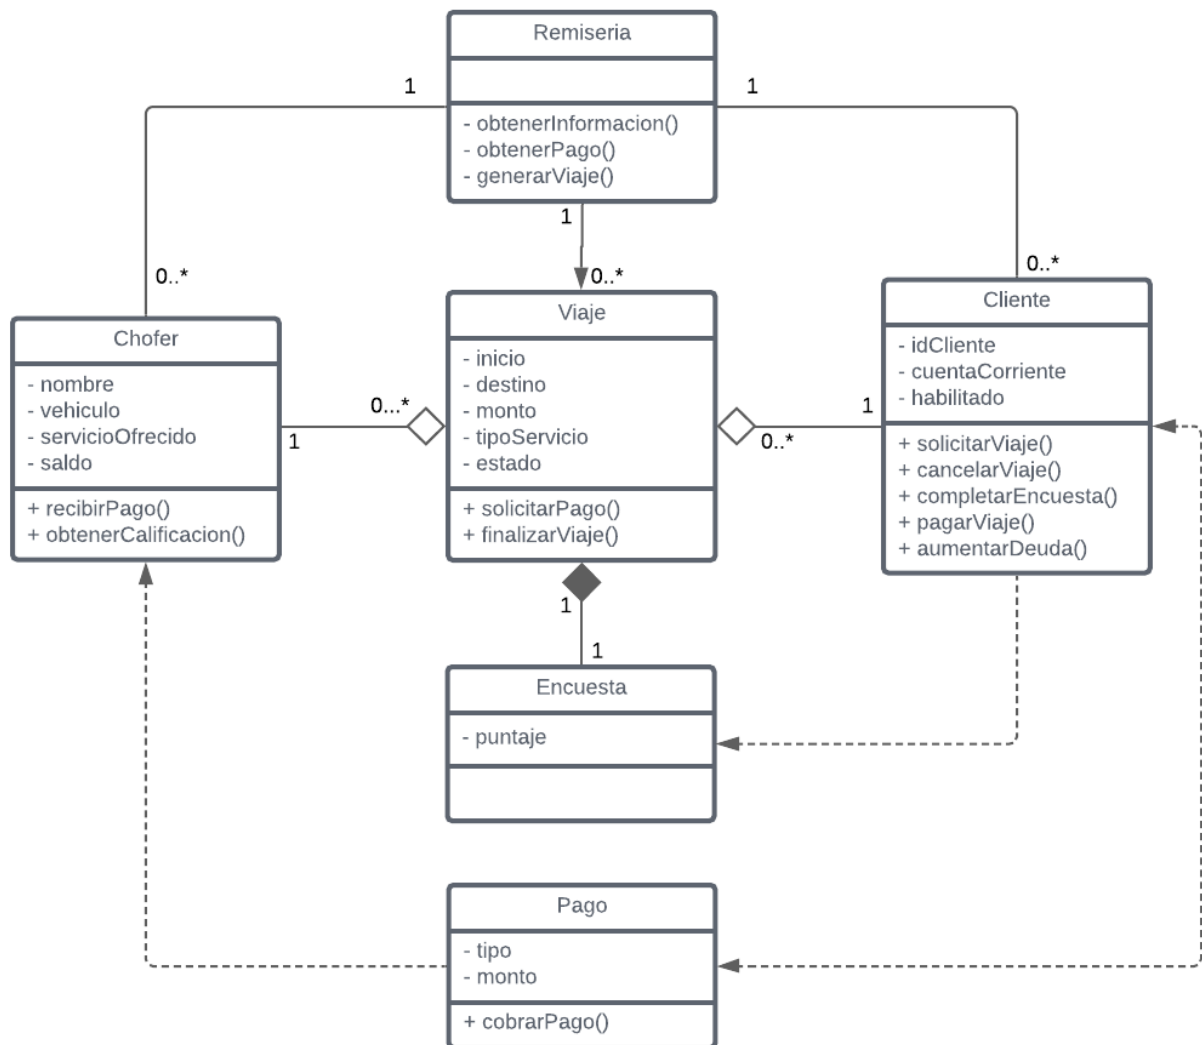 Remiseria
- obtenerInformacion()
- obtenerPago()
- generarViaje()
1
1
1
0..*
0..*
0..*
Chofer
- nombre
- vehiculo
- servicioOfrecido
- saldo
+ recibirPago()
+ obtenerCalificacion()
1
0...*
Viaje
- inicio
- destino
- monto
- tipoServicio
- estado
+ solicitarPago()
+ finalizarViaje()
0..*
1
Cliente
- idCliente
- cuentaCorriente
- habilitado
+ solicitarViaje()
+ cancelarViaje()
+ completarEncuesta()
+ pagarViaje()
+ aumentarDeuda()
1
1
Encuesta
- puntaje
Pago
- tipo
- monto
+ cobrarPago()